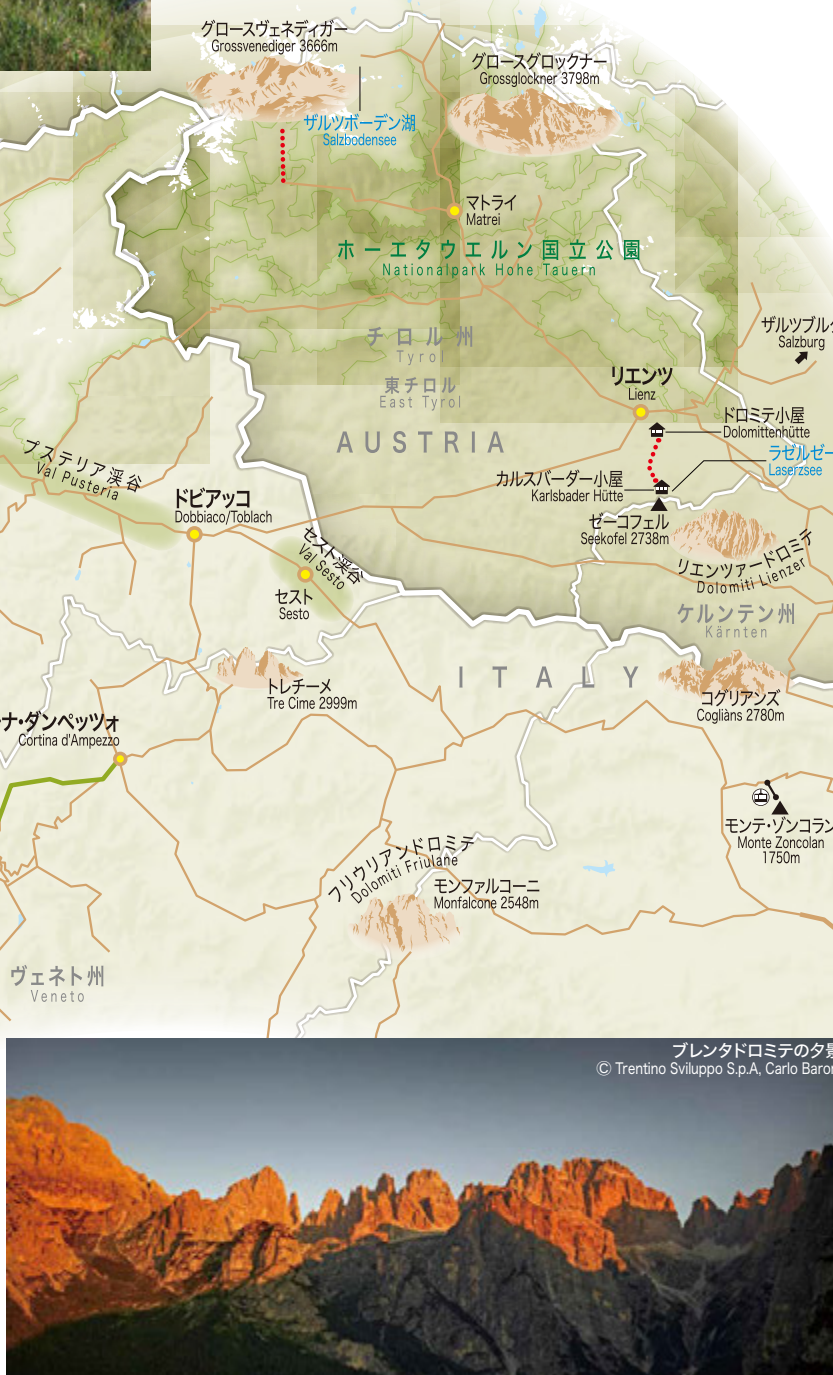 グロースヴェネディガー
Grossvenediger 3666m
グロースグロックナー
Grossglockner 3798m
ザルツボーデン湖
Salzbodensee
マトライ
Matrei
ホーエタウエルン国立公園
Nationalpark Hohe Tauern
チロル州
Tyrol
ザルツブルク
Salzburg
東チロル
East Tyrol
リエンツ
Lienz
AUSTRIA
ドロミテ小屋
Dolomittenhütte
ラゼルゼー
Laserzsee
プステリア渓谷
Val Pusteria
カルスバーダー小屋
Karlsbader Hütte
ドビアッコ
Dobbiaco/Toblach
ゼーコフェル
Seekofel 2738m
セスト渓谷
Val Sesto
リエンツァードロミテ
Dolomiti Lienzer
セスト
Sesto
ケルンテン州
Kärnten
ITALY
トレチーメ
Tre Cime 2999m
コグリアンズ
Cogliàns 2780m
ナ・ダンペッツォ
Cortina d'Ampezzo
モンテ・ゾンコラン
Monte Zoncolan
1750m
フリウリアンドロミテ
Dolomiti Friulane
モンファルコーニ
Monfalcone 2548m
ヴェネト州
Veneto
ブレンタドロミテの夕景
© Trentino Sviluppo S.p.A, Carlo Baron